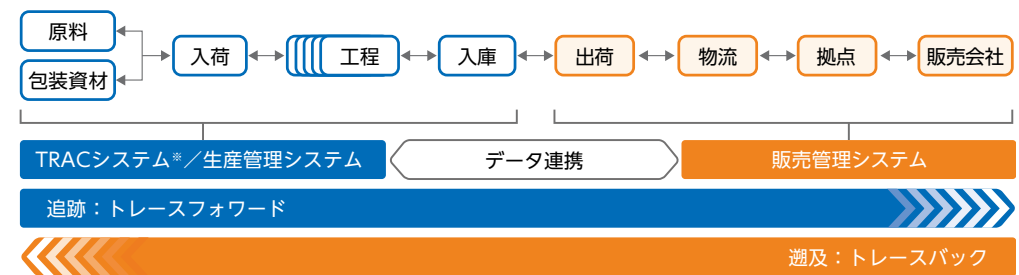 原料
包装資材
入荷
工程
入庫
出荷
物流
拠点
販売会社
TRACシステム※／生産管理システム
データ連携
販売管理システム
追跡：トレースフォワード
遡及：トレースバック